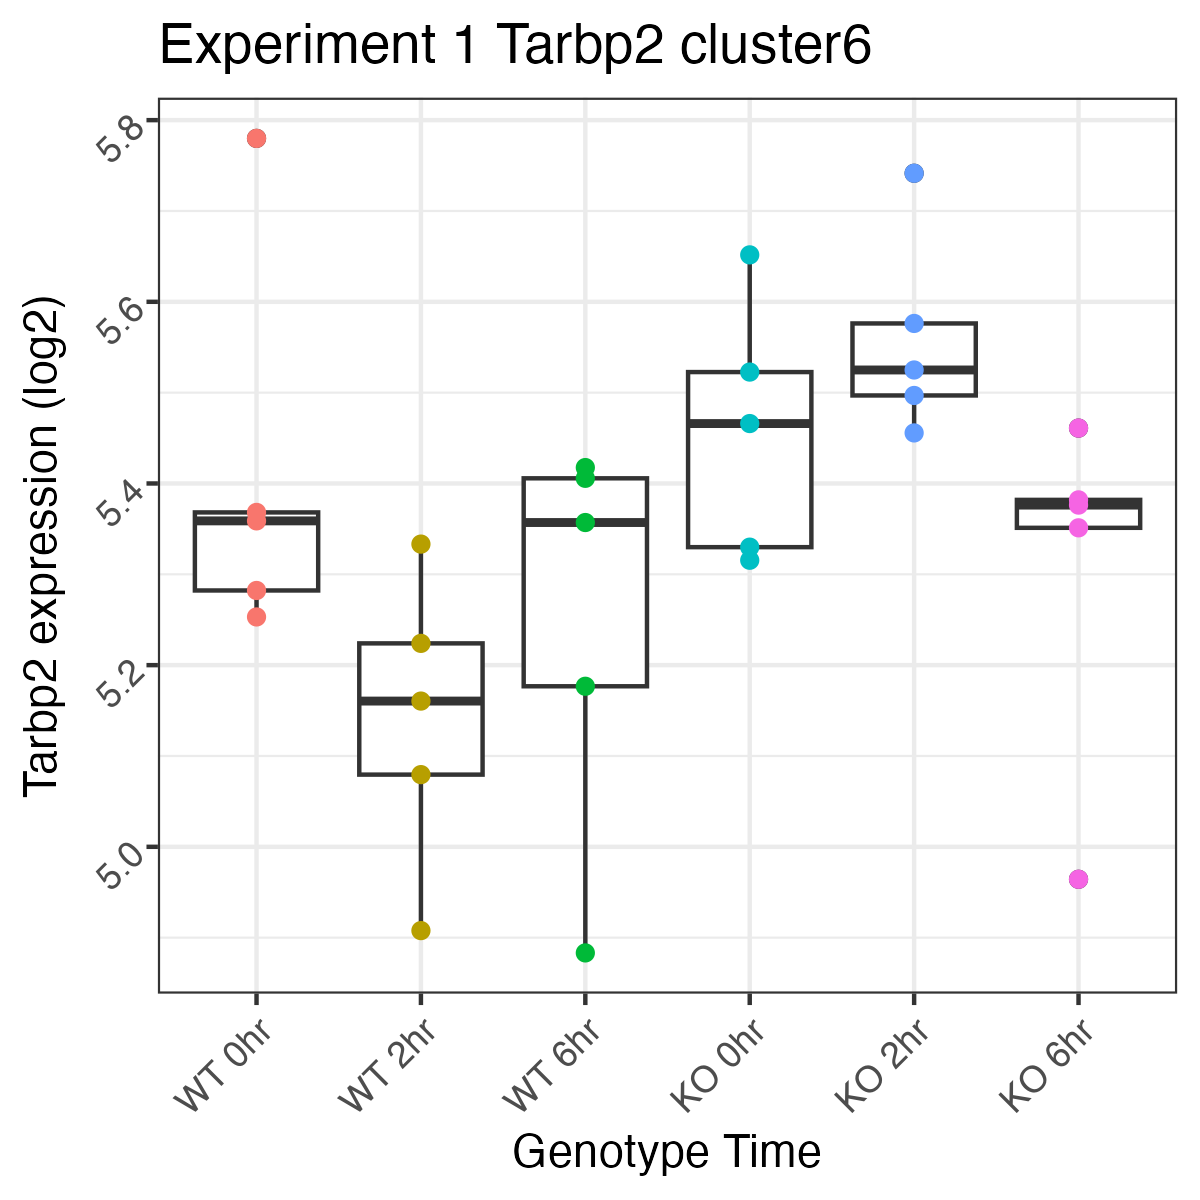 Experiment 1 Tarbp2 cluster6
Tarbp2 expression (log2)
5.8
5.6
5.4
5.2
5.0
WT 0hr
WT 2hr
WT 6hr
KO 0hr
KO 2hr
KO 6hr
Genotype Time